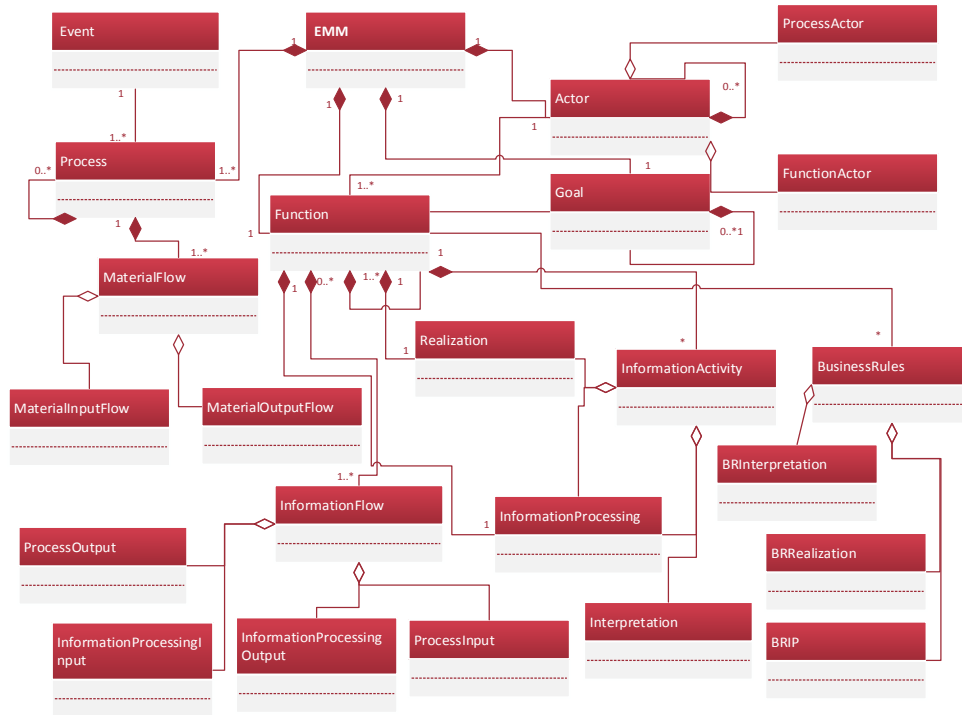 Event
EMM
ProcessActor
1
1
1
1
1
Actor
0..*
1
1..*
Process
0..*
1..*
1
1..*
1
FunctionActor
Goal
0..*1
Function
1
1
1..*
MaterialFlow
1
0..*
1..*
1
Realization
1
*
*
InformationActivity
BusinessRules
MaterialInputFlow
MaterialOutputFlow
BRInterpretation
1..*
InformationFlow
1
InformationProcessing
ProcessOutput
BRRealization
InformationProcessingI
nput
InformationProcessing
Output
ProcessInput
Interpretation
BRIP